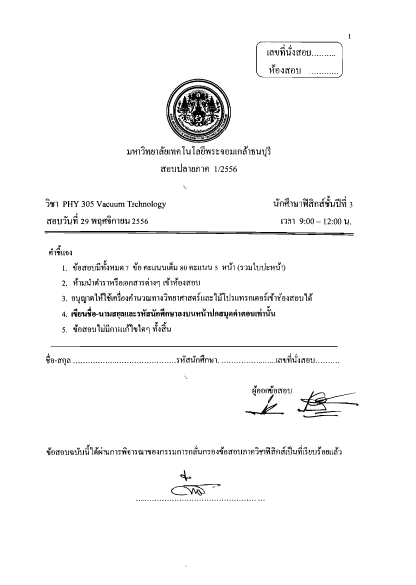 1
เลขที่นั่งสอบ..........
ห้องสอบ ............
มหาวิทยาลัยเทคโนโลยีพระจอมเกล้าธนบุรี
สอบปลายภาค 1/2556
วิชา PHY 305 Vacuum Technology นักศึกษาฟิสิกส์ชั้นปีที่ 3
สอบวันที่ 29 พฤศจิกายน 2556 เวลา 9:00 – 12:00 น.
คำชี้แจง
1. ข้อสอบมีทั้งหมด 7 ข้อ คะแนนเต็ม 80 คะแนน 5 หน้า (รวมใบปะหน้า)
2. ห้ามนำตำราหรือเอกสารต่างๆ เข้าห้องสอบ
3. อนุญาตให้ใช้เครื่องคำนวณทางวิทยาศาสตร์และไม้โปรแทรกเตอร์เข้าห้องสอบได้
4. เขียนชื่อ-นามสกุลและรหัสนักศึกษาลงบนหน้าปกสมุดคำตอบเท่านั้น
5. ข้อสอบไม่มีการแก้ไขใดๆ ทั้งสิ้น
ชื่อ-สกุล ......................................รหัสนักศึกษา. ......................เลขที่นั่งสอบ..........
ผู้ออกข้อสอบ
ข้อสอบฉบับนี้ได้ผ่านการพิจารณาของกรรมการกลั่นกรองข้อสอบภาควิชาฟิสิกส์เป็นที่เรียบร้อยแล้ว